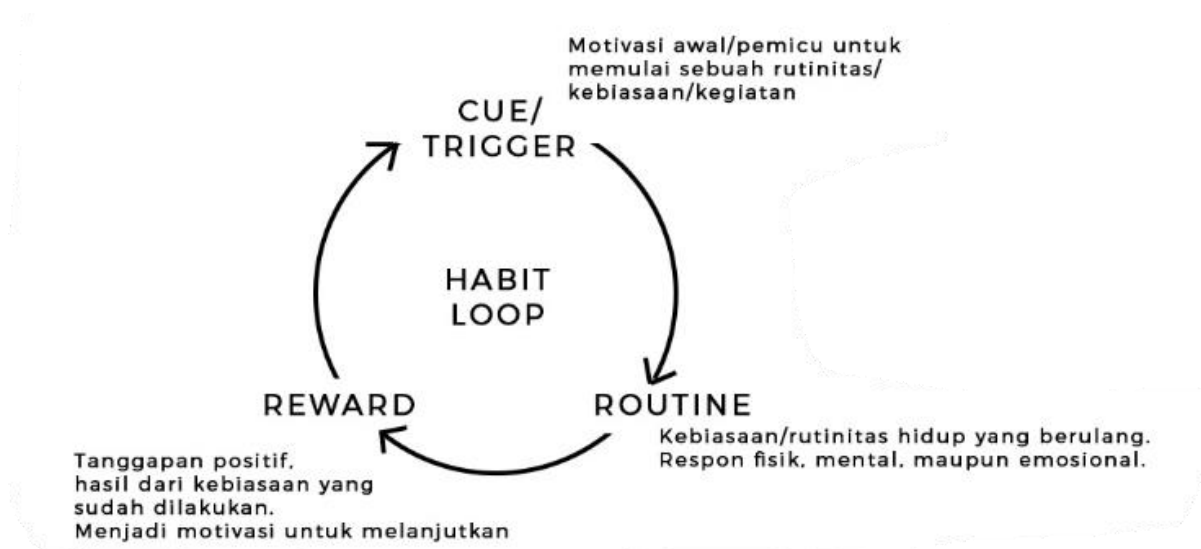 Motivasi awal/pemicu untuk
memulai sebuah rutinitas/
kebiasaan/kegiatan
CUE/
TRIGGER
HABIT
LOOP
REWARD
ROUTINE
Kebiasaan/rutinitas hidup yang berulang.
Respon fisik, mental, maupun emosional.
Tanggapan positif,
hasil dari kebiasaan yang
sudah dilakukan.
Menjadi motivasi untuk melanjutkan